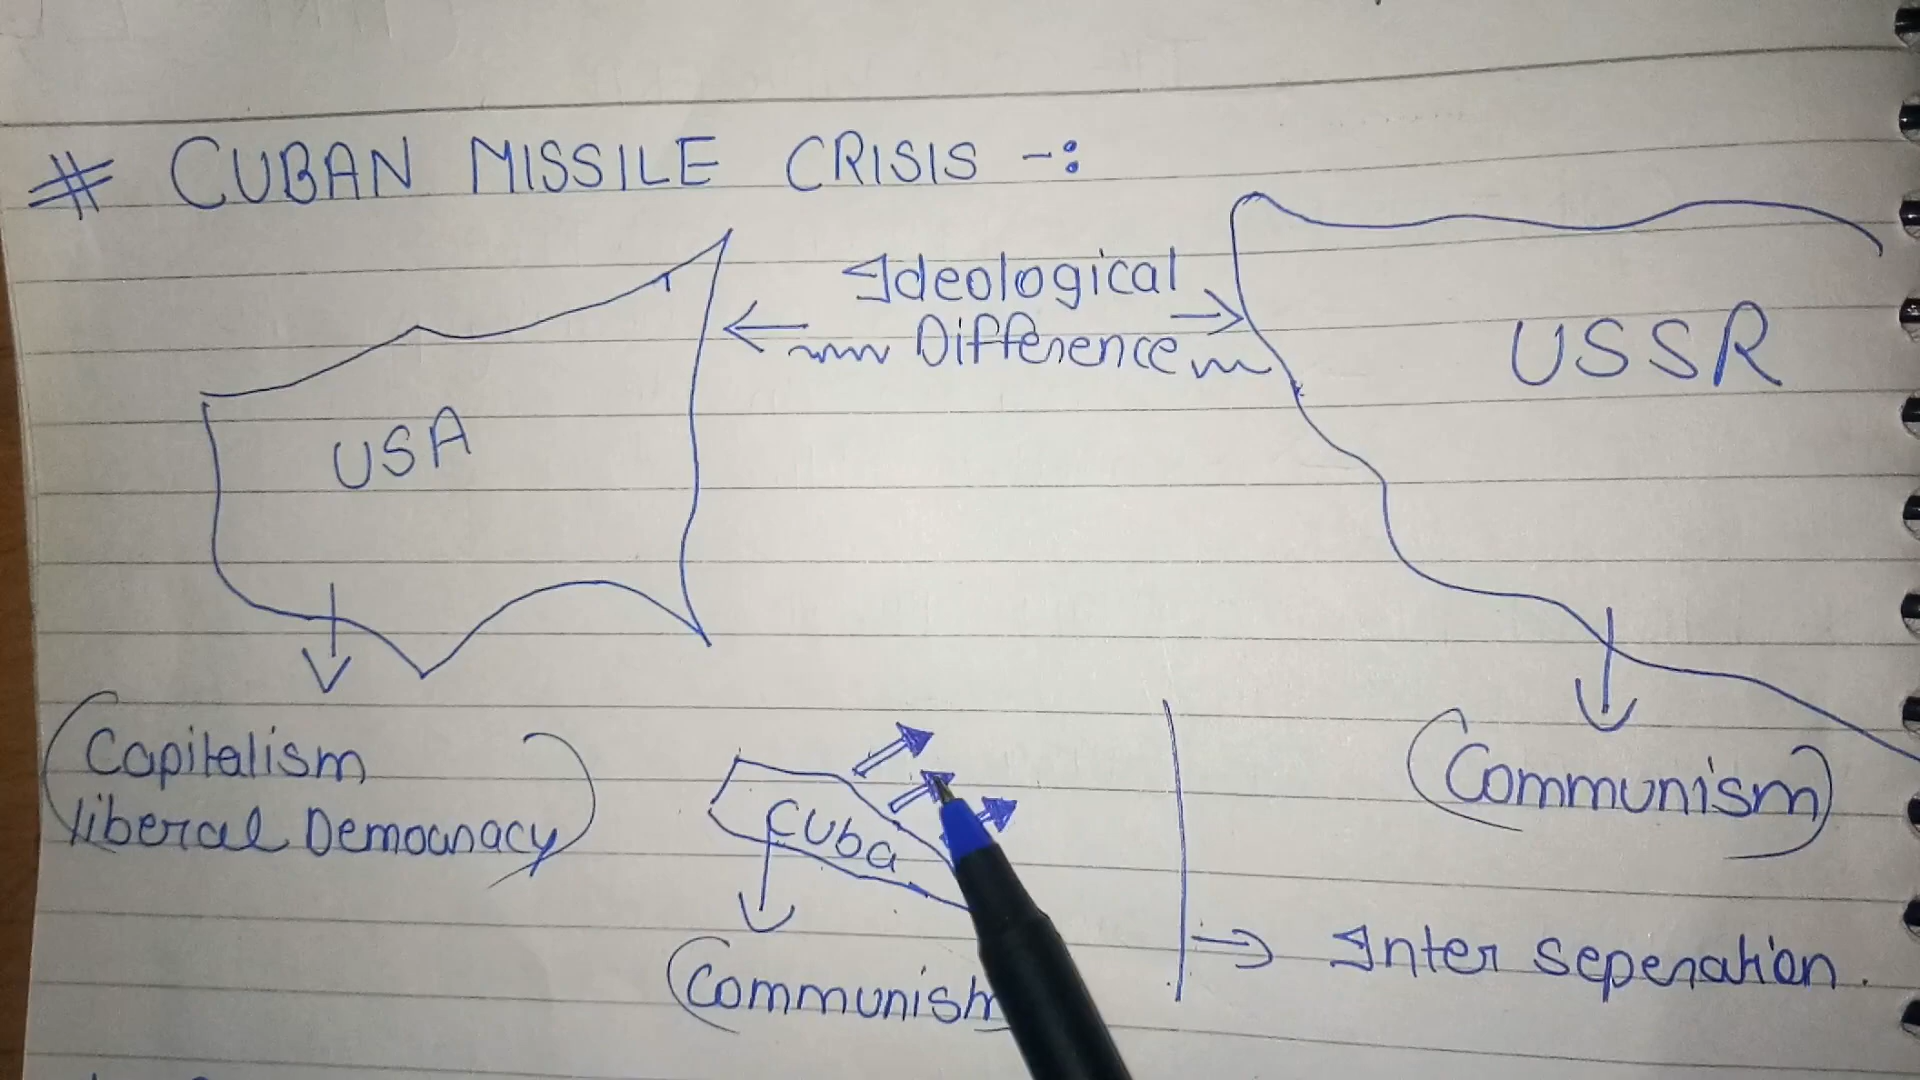 # CUBAN MISSILE CRISIS -:
Ideological
Difference
USSR
USA
Capitalism
liberal Democracy
Cuba
Communism
Communism
Inter seperation.